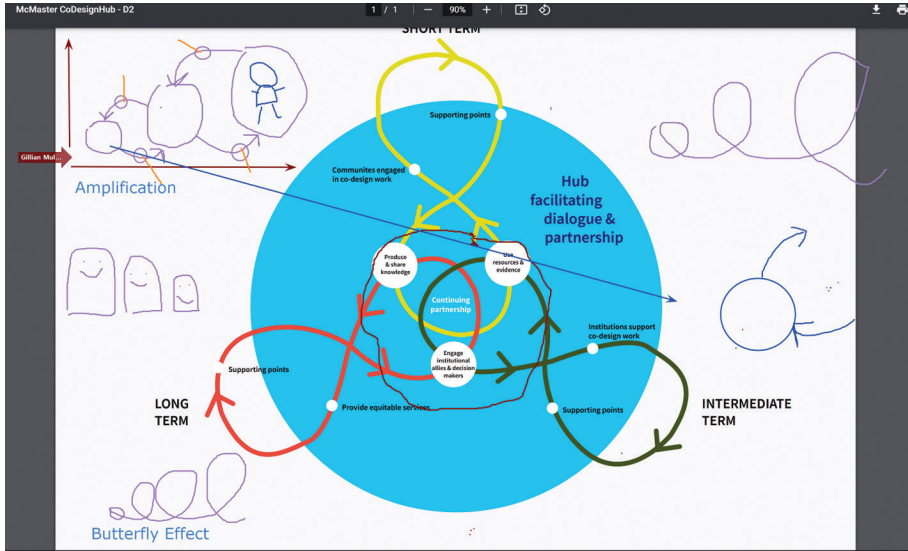 McMaster CoDesignHub - D2
1 / 1
90%
SHORT TERM
Supporting points
Gillian Mul...
Amplification
Communites engaged
in co-design work
Hub
facilitating
dialogue &
partnership
Produce
& share
knowledge
Use
resources &
evidence
Continuing
partnership
Institutions support
co-design work
Engage
institutional
allies & decision
makers
Supporting points
LONG
TERM
Provide equitable services
Supporting points
INTERMEDIATE
TERM
Butterfly Effect